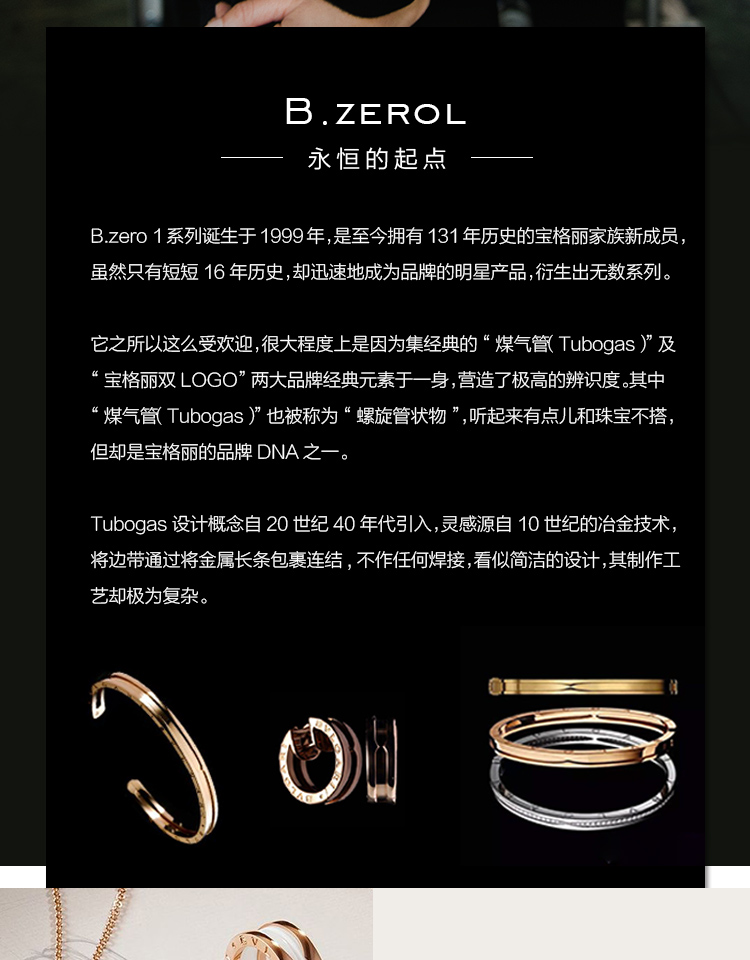 B.ZEROL
永恒的起点
B.zero 1 系列诞生于 1999 年，是至今拥有 131 年历史的宝格丽家族新成员，
虽然只有短短 16 年历史，却迅速地成为品牌的明星产品，衍生出无数系列。
它之所以这么受欢迎，很大程度上是因为集经典的 “ 煤气管( Tubogas )” 及
“ 宝格丽双 LOGO” 两大品牌经典元素于一身，营造了极高的辨识度。其中
“ 煤气管( Tubogas )” 也被称为 “ 螺旋管状物 ”，听起来有点儿和珠宝不搭，
但却是宝格丽的品牌 DNA 之一。
Tubogas 设计概念自 20 世纪 40 年代引入，灵感源自 10 世纪的冶金技术，
将边带通过将金属长条包裹连结 , 不作任何焊接，看似简洁的设计，其制作工
艺却极为复杂。